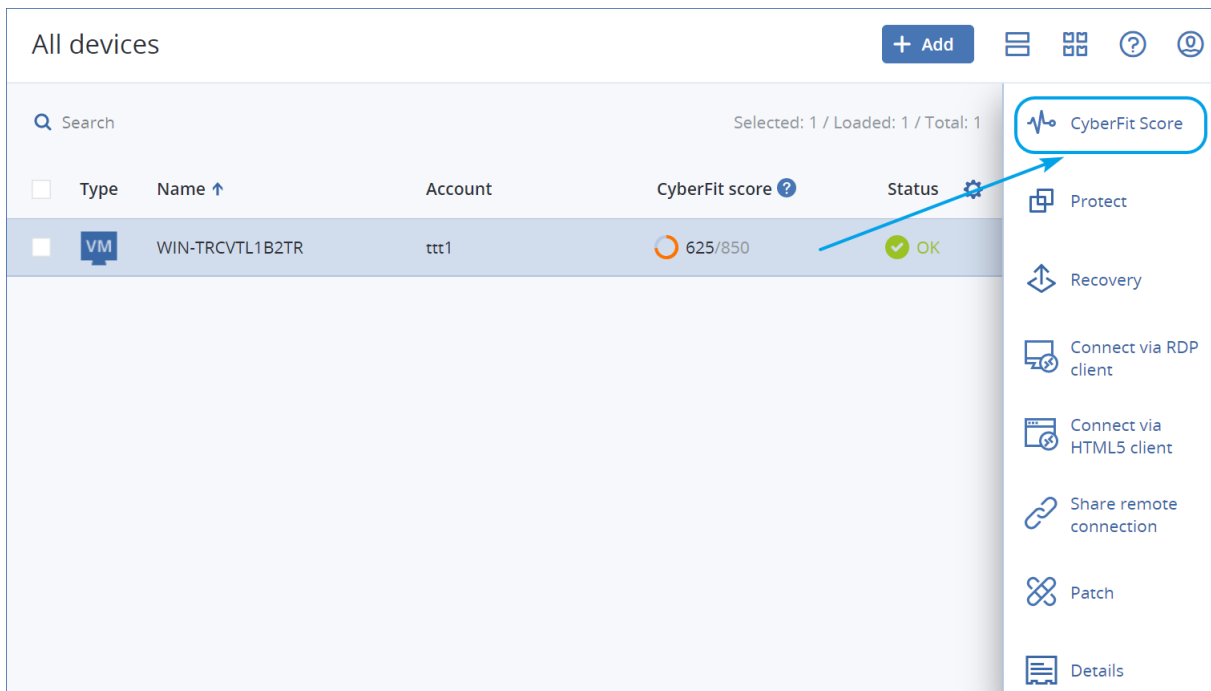 All devices
+ Add
Search
Selected: 1 / Loaded: 1 / Total: 1
Type Name Account CyberFit score ? Status
VM WIN-TRCVTL1B2TR ttt1 625/850 OK
CyberFit Score
Protect
Recovery
Connect via RDP
client
Connect via
HTML5 client
Share remote
connection
Patch
Details